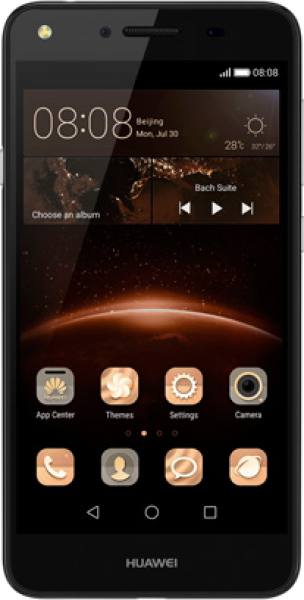 08:08
08:08
Beijing
Mon, Jul 30
28℃ 32°/26°
Choose an album
Bach Suite
HUAWEI
App Center
Themes
Settings
Camera
HUAWEI